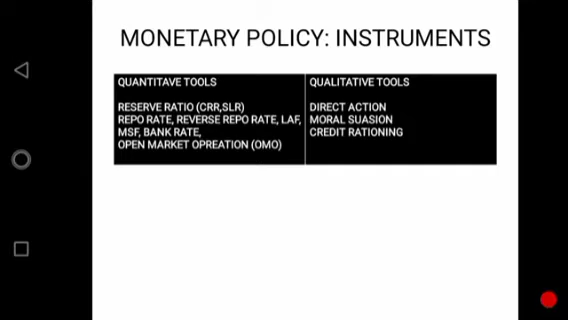 MONETARY POLICY: INSTRUMENTS
QUANTITAVE TOOLS
RESERVE RATIO (CRR,SLR)
REPO RATE, REVERSE REPO RATE, LAF,
MSF, BANK RATE,
OPEN MARKET OPREATION (OMO)
QUALITATIVE TOOLS
DIRECT ACTION
MORAL SUASION
CREDIT RATIONING